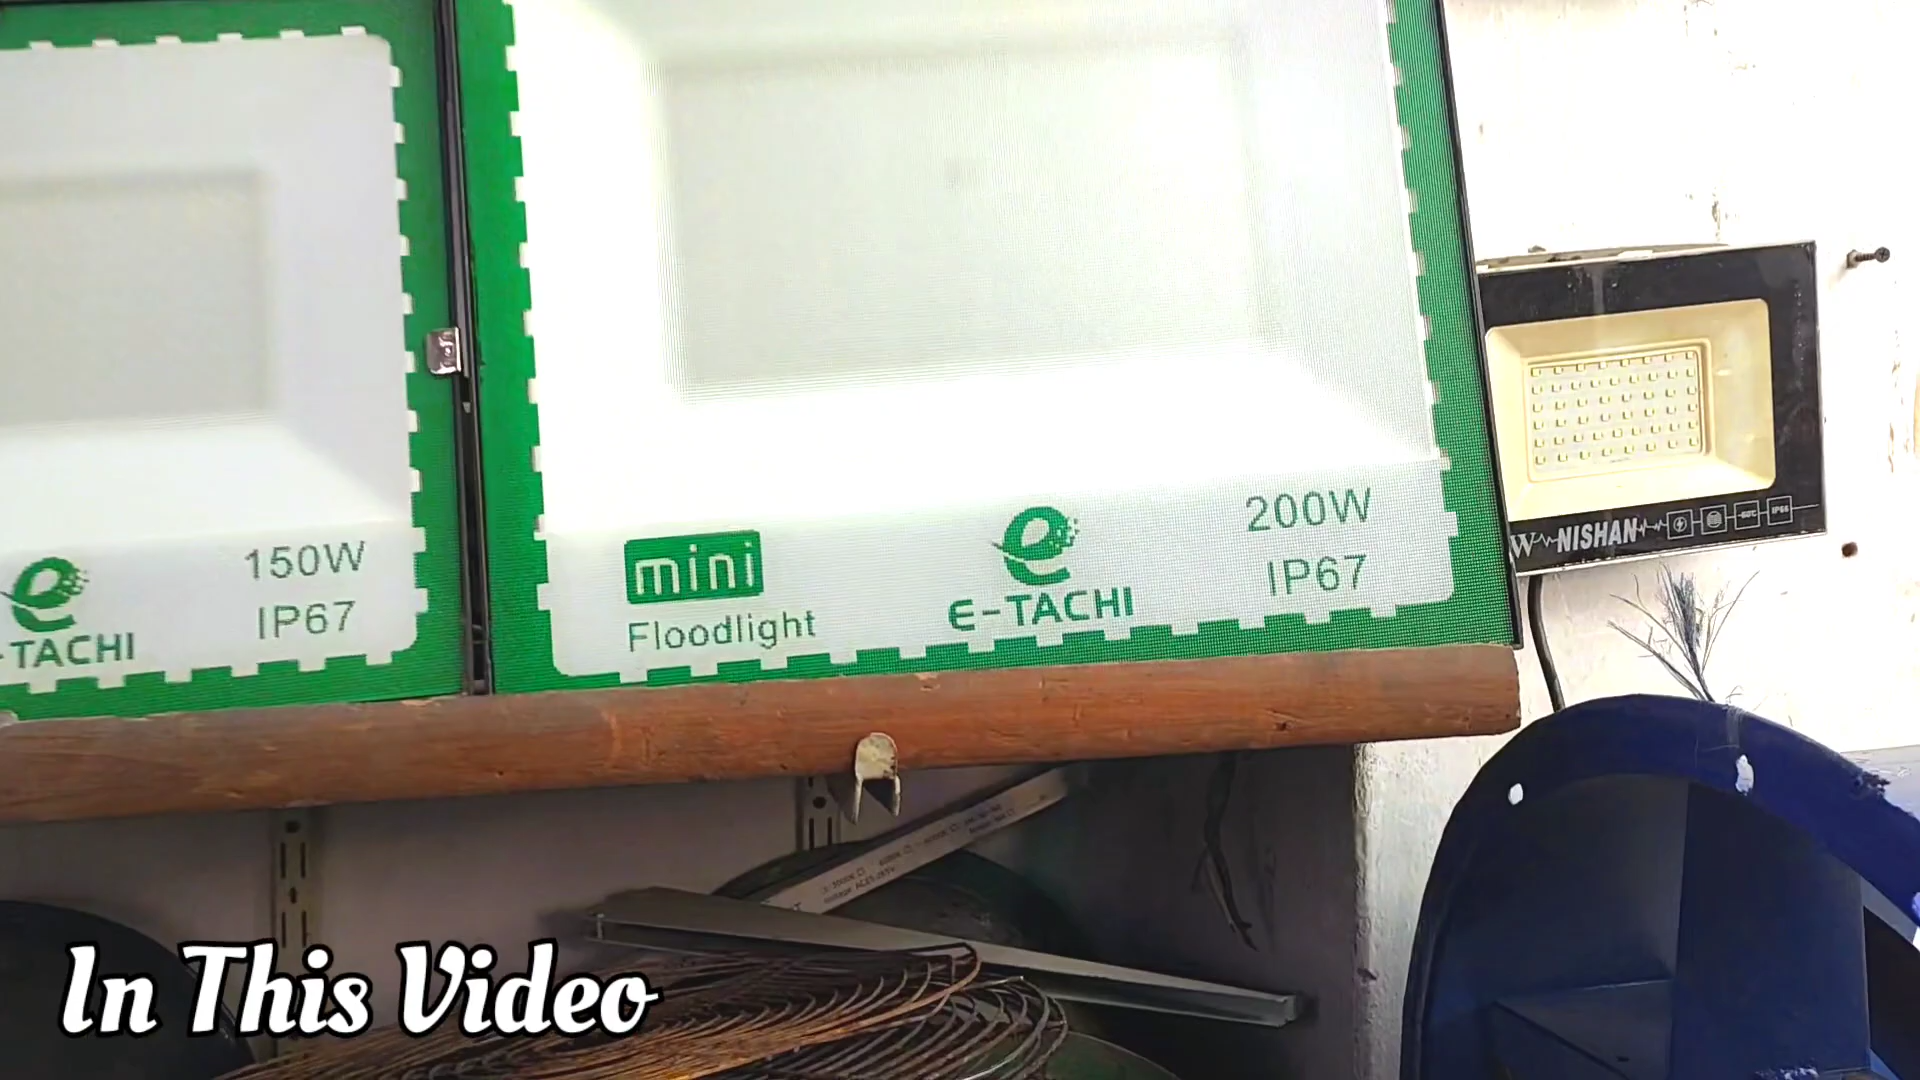 150W
IP67
-TACHI
mini
Floodlight
E-TACHI
200W
IP67
W NISHAN
IP66
In This Video